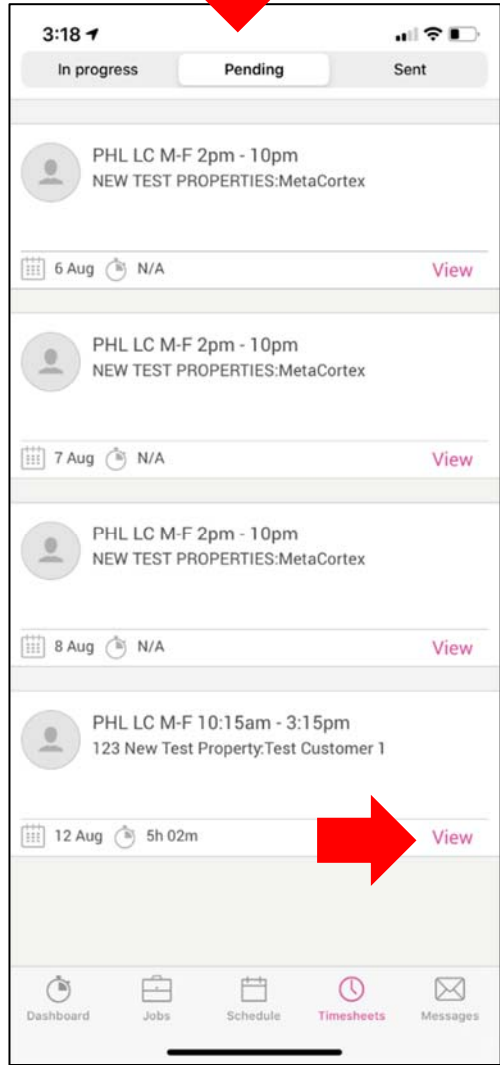 3:18
In progress Pending Sent
PHL LC M-F 2pm - 10pm
NEW TEST PROPERTIES:MetaCortex
6 Aug N/A View
PHL LC M-F 2pm - 10pm
NEW TEST PROPERTIES:MetaCortex
7 Aug N/A View
PHL LC M-F 2pm - 10pm
NEW TEST PROPERTIES:MetaCortex
8 Aug N/A View
PHL LC M-F 10:15am - 3:15pm
123 New Test Property:Test Customer 1
12 Aug 5h 02m View
Dashboard Jobs Schedule Timesheets Messages